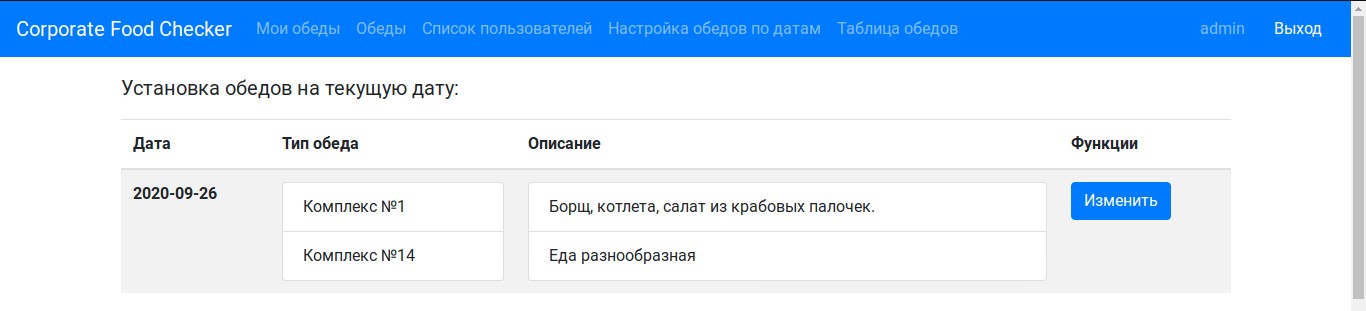 Corporate Food Checker Мои обеды Обеды Список пользователей Настройка обедов по датам Таблица обедов admin Выход
Установка обедов на текущую дату:
Дата Тип обеда Описание Функции
2020-09-26 Комплекс №1 Борщ, котлета, салат из крабовых палочек. Изменить
Комплекс №14 Еда разнообразная